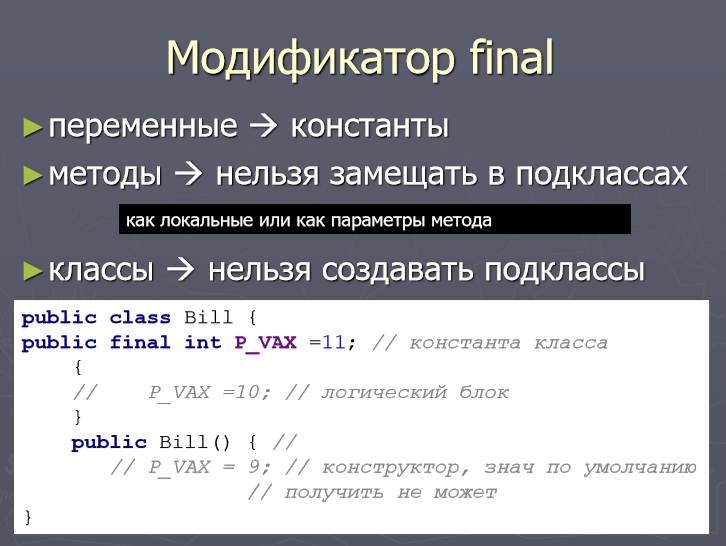 Модификатор final
►переменные → константы
►методы → нельзя замещать в подклассах
как локальные или как параметры метода
►классы → нельзя создавать подклассы
public class Bill {
public final int P_VAX =11; // константа класса
    {
//    P_VAX =10; // логический блок
    }
    public Bill() { //
       // P_VAX = 9; // конструктор, знач по умолчанию
                  // получить не может
}